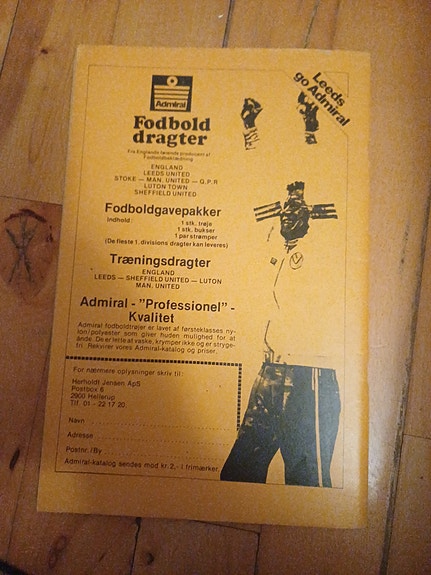 Leeds
go Admiral
Admiral
Fodbold
dragter
Fra Englands førende producent af
Fodboldbeklædning
ENGLAND
LEEDS UNITED
STOKE — MAN. UNITED — Q.P.R
LUTON TOWN
SHEFFIELD UNITED
Fodboldgavepakker
Indhold: 1 stk. trøje
1 stk. bukser
1 par strømper
(De fleste 1. divisions dragter kan leveres)
Træningsdragter
ENGLAND
LEEDS — SHEFFIELD UNITED — LUTON
MAN. UNITED
Admiral - "Professionel" -
Kvalitet
Admiral fodboldtrøjer er lavet af førsteklasses ny-
lon/polyester som giver huden mulighed for at
ånde. De er lette at vaske, krymper ikke og er stryge-
fri. Rekvirer vores Admiral-katalog og priser.
For nærmere oplysninger skriv til:
Herholdt Jensen ApS
Postbox 6
2900 Hellerup
Tlf. 01 - 22 17 20.
Navn
Adresse
Postnr./By
Admiral-katalog sendes mod kr. 2,- i frimærker.